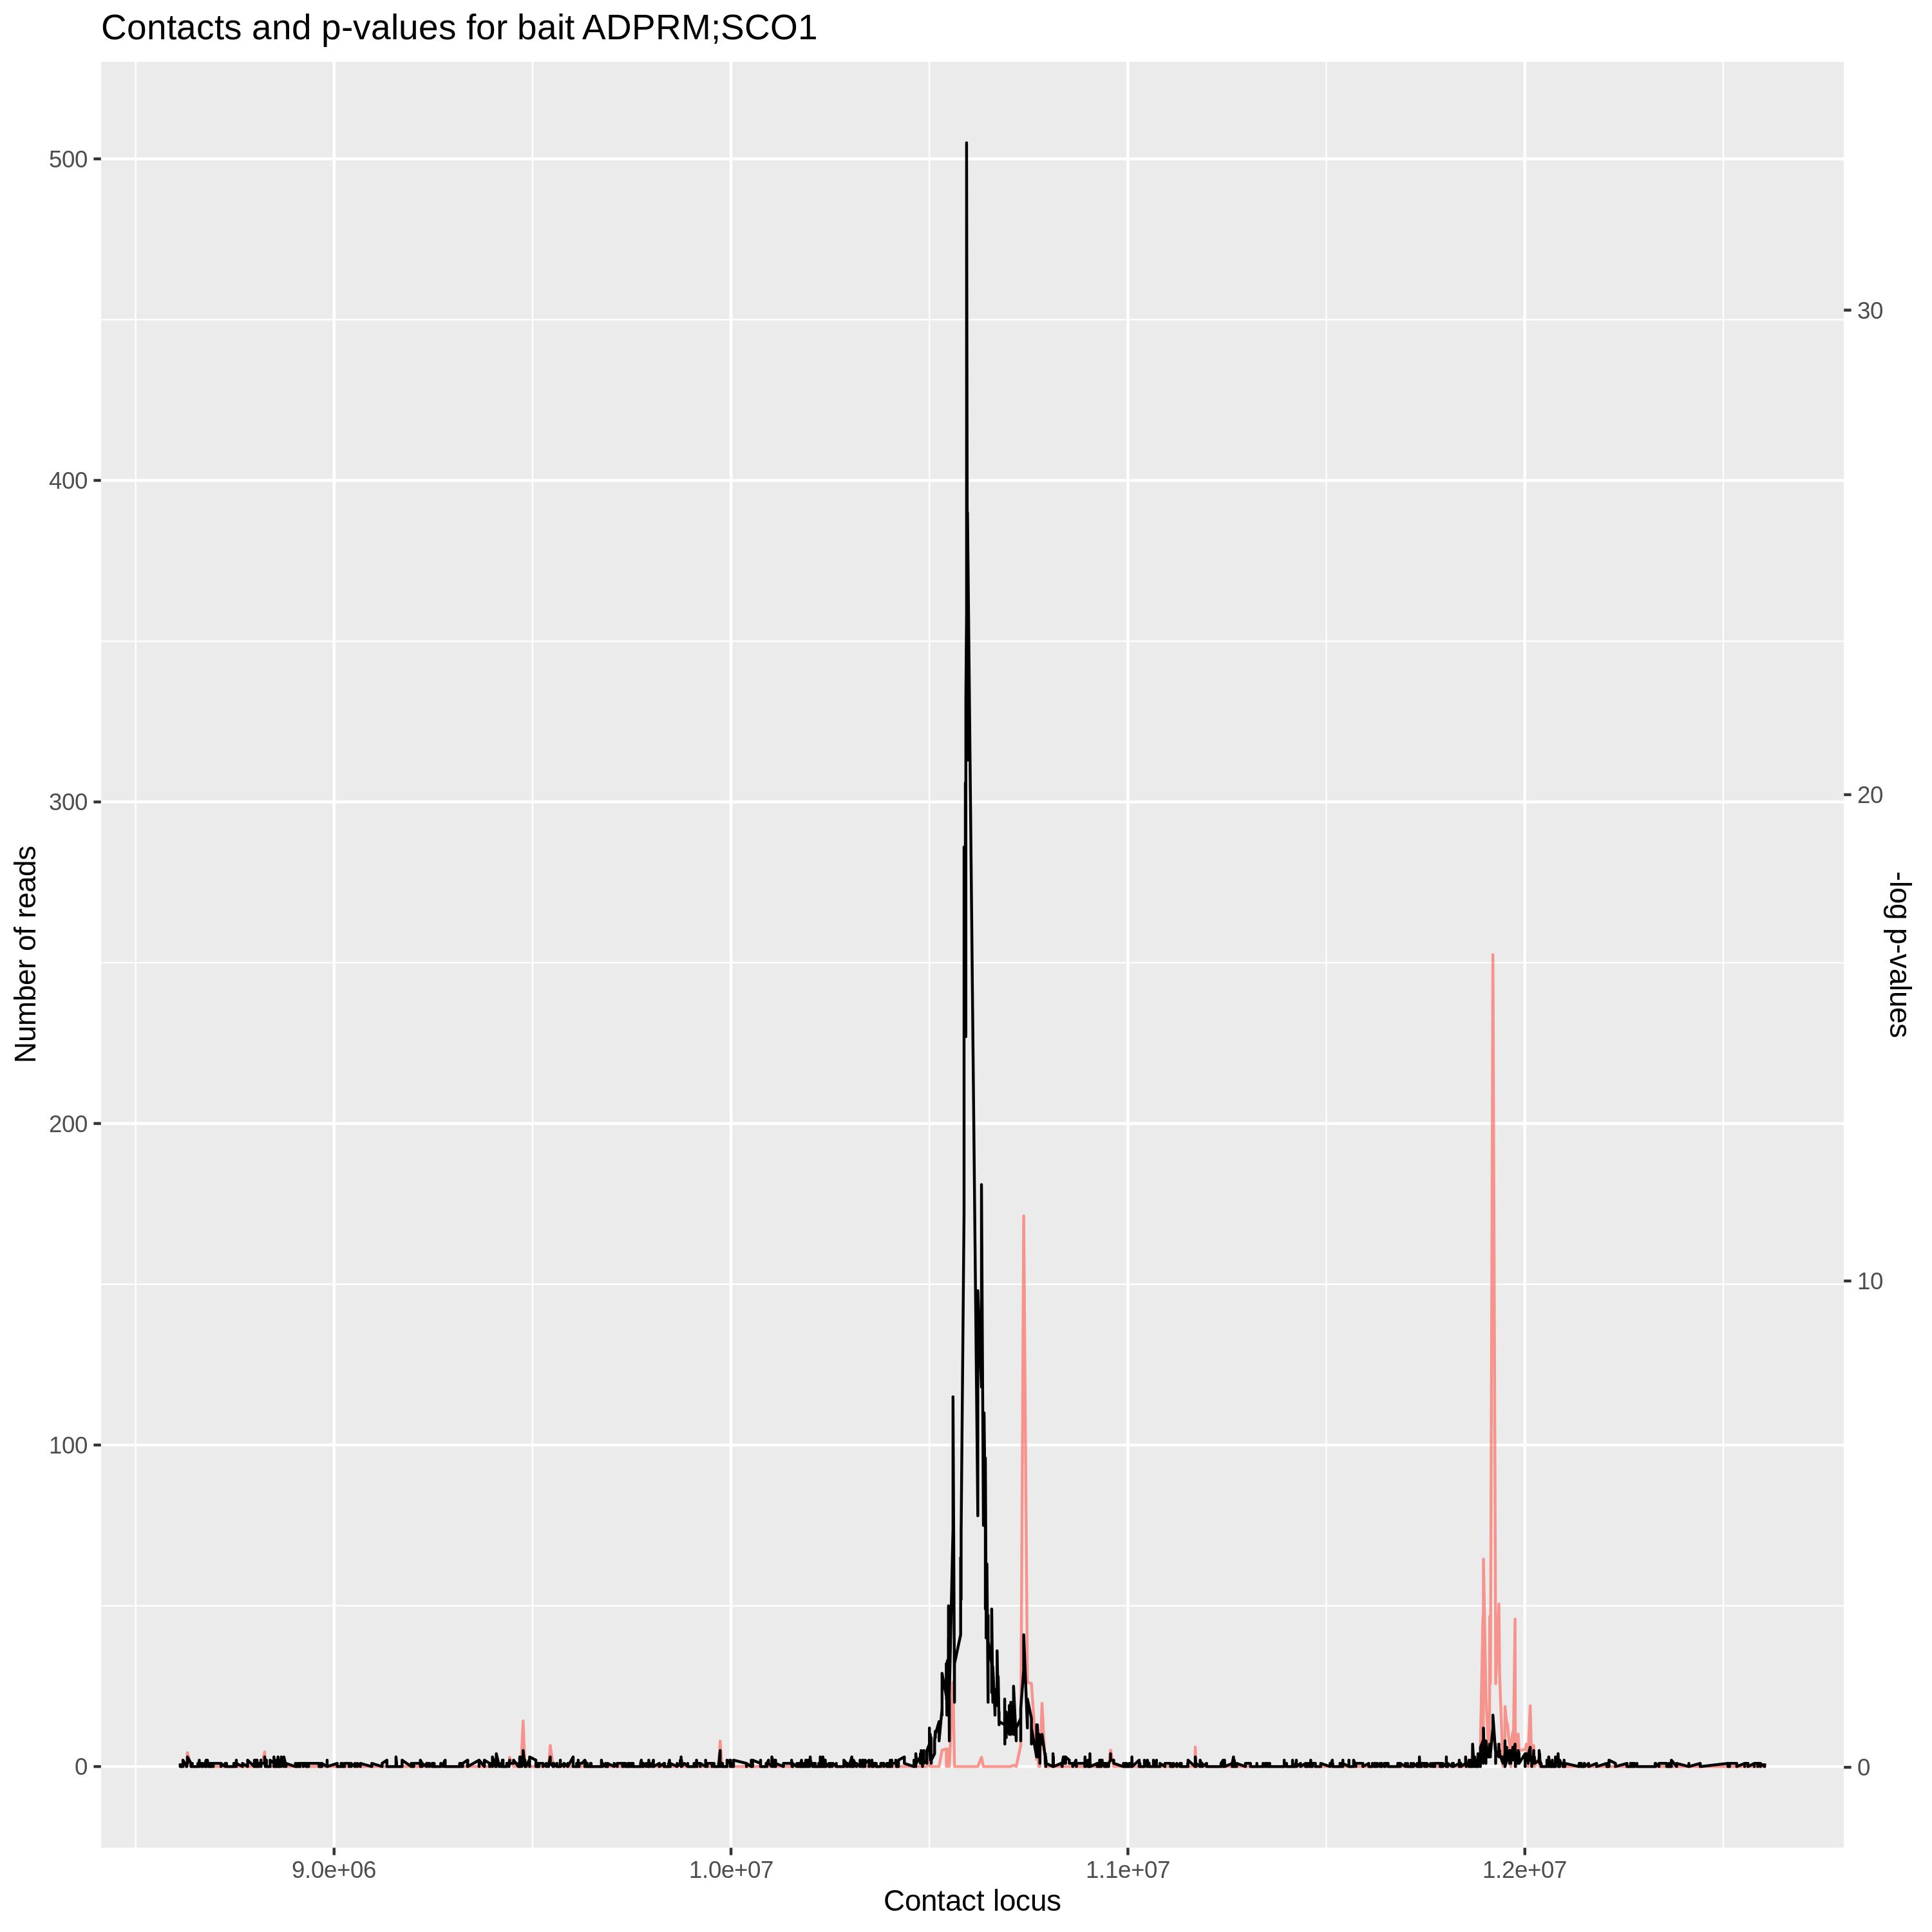 Contacts and p-values for bait ADPRM;SCO1
500
400
300
200
100
0
Number of reads
30
20
10
0
-log p-values
9.0e+06
1.0e+07
1.1e+07
1.2e+07
Contact locus